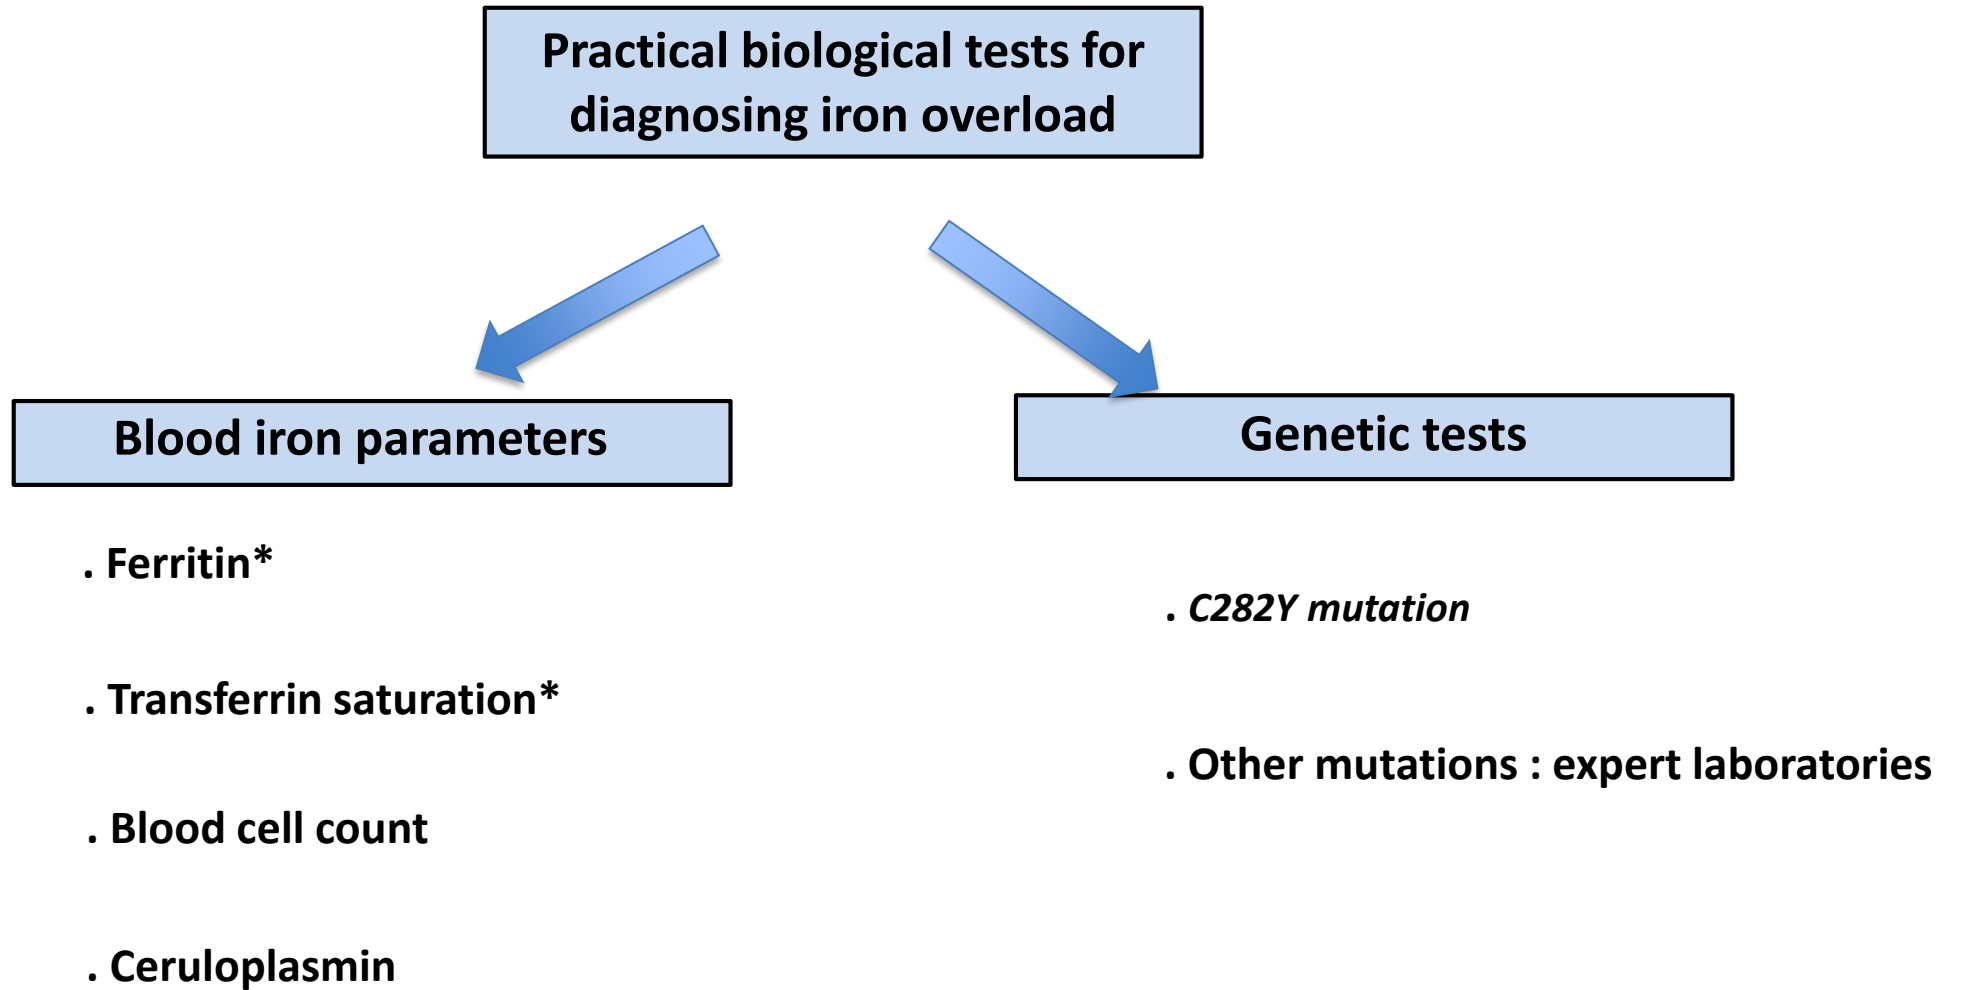 Practical biological tests for
diagnosing iron overload
Blood iron parameters
Genetic tests
. Ferritin*
. C282Y mutation
. Transferrin saturation*
. Other mutations : expert laboratories
. Blood cell count
. Ceruloplasmin